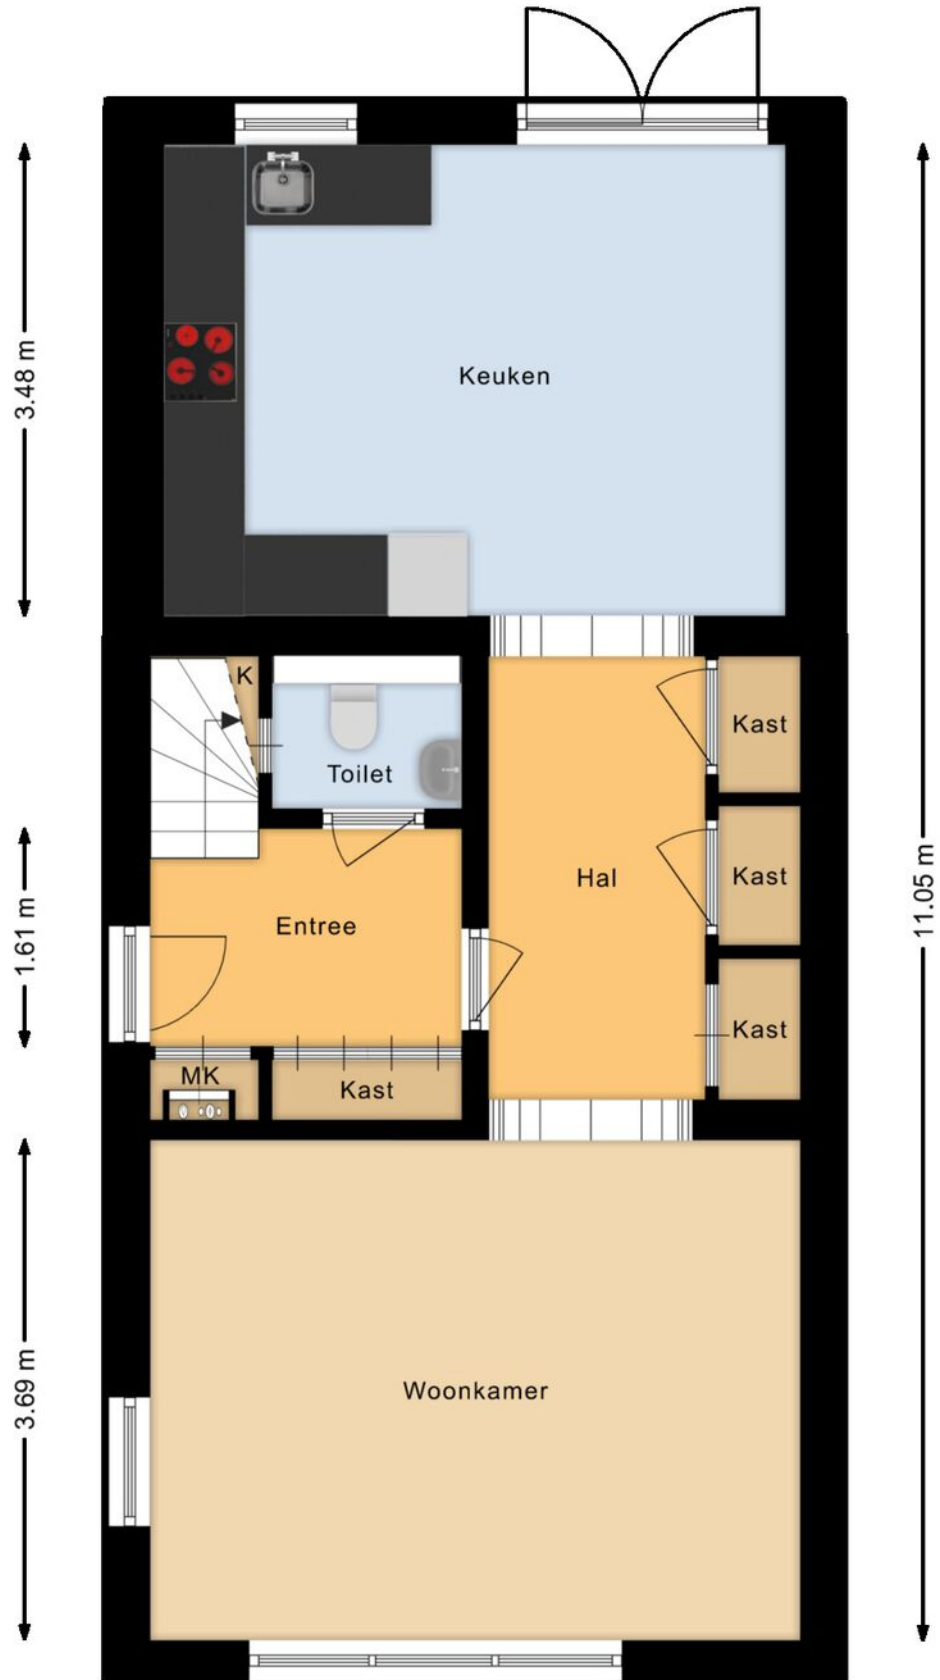 3.48 m
Keuken
K
Toilet
Kast
Hal
Kast
Entree
1.61 m
11.05 m
Kast
MK
Kast
Woonkamer
3.69 m